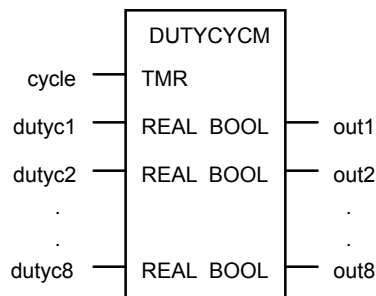 DUTYCYCM
cycle TMR
dutyc1 REAL BOOL out1
dutyc2 REAL BOOL out2
. .
. .
dutyc8 REAL BOOL out8